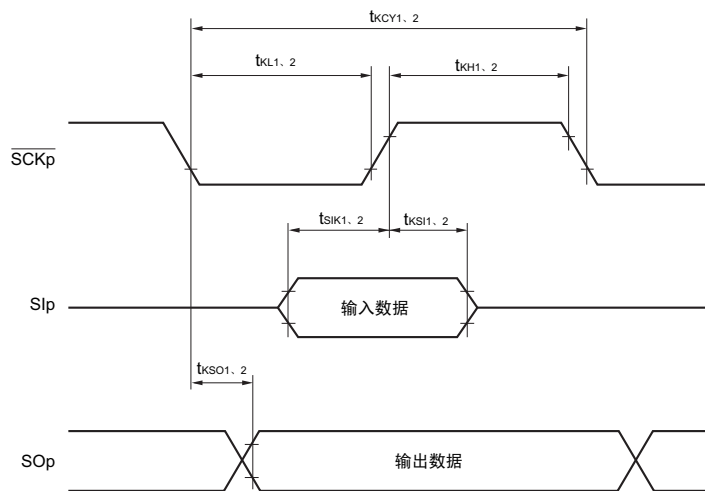 tKCY1、2
tKL1、2
tKH1、2
SCKp
tSIK1、2
tKSI1、2
SIp
输入数据
tKSO1、2
SOp
输出数据